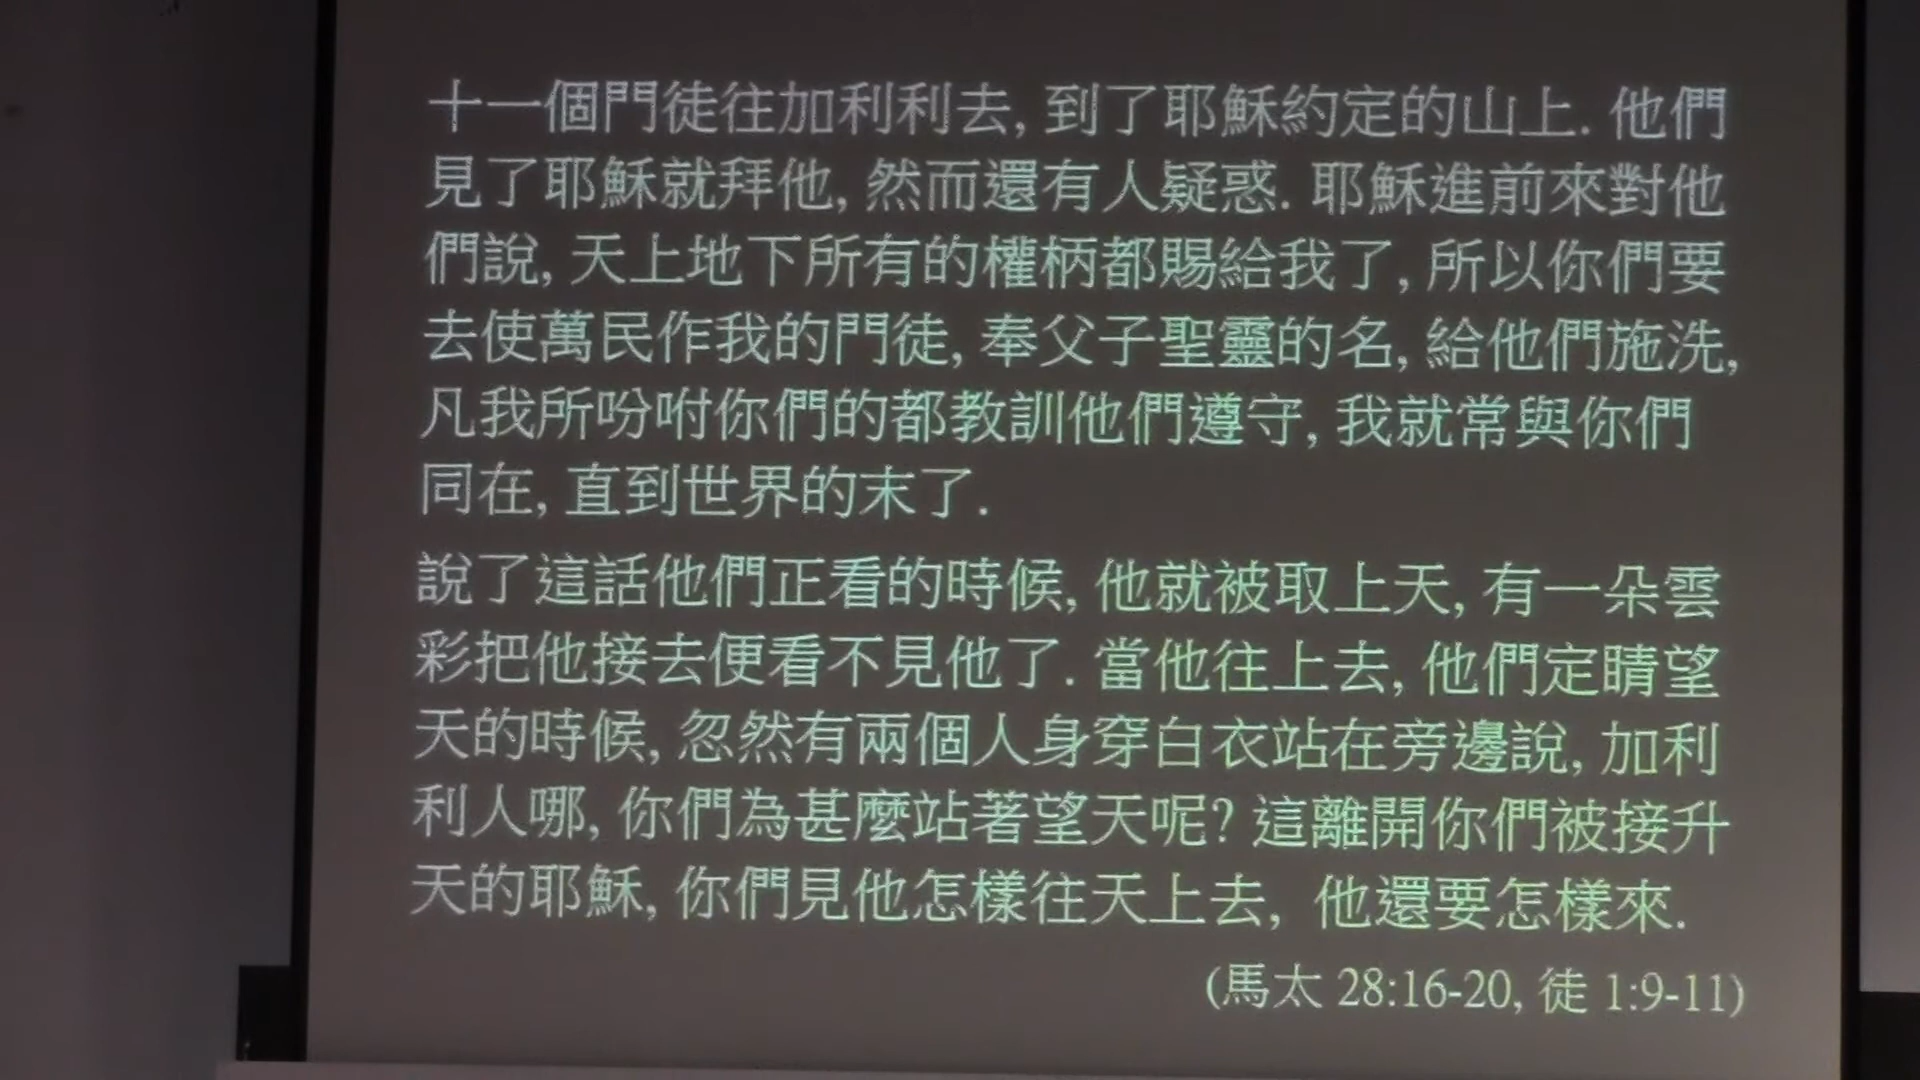 十一個門徒往加利利去, 到了耶穌約定的山上. 他們
見了耶穌就拜他, 然而還有人疑惑. 耶穌進前來對他
們說, 天上地下所有的權柄都賜給我了, 所以你們要
去使萬民作我的門徒, 奉父子聖靈的名, 給他們施洗,
凡我所吩咐你們的都教訓他們遵守, 我就常與你們
同在, 直到世界的末了.
說了這話他們正看的時候, 他就被取上天, 有一朵雲
彩把他接去便看不見他了. 當他往上去, 他們定睛望
天的時候, 忽然有兩個人身穿白衣站在旁邊說, 加利
利人哪, 你們為甚麼站著望天呢? 這離開你們被接升
天的耶穌, 你們見他怎樣往天上去, 他還要怎樣來.
(馬太 28:16-20, 徒 1:9-11)